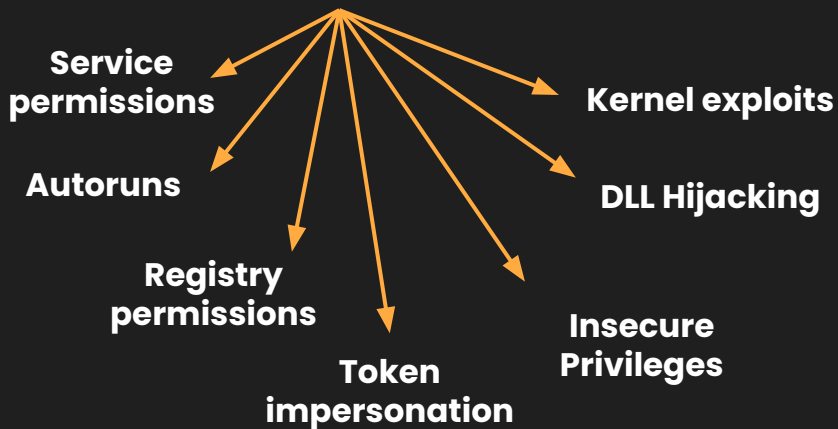 Service
permissions
Kernel exploits
Autoruns
DLL Hijacking
Registry
permissions
Insecure
Privileges
Token
impersonation